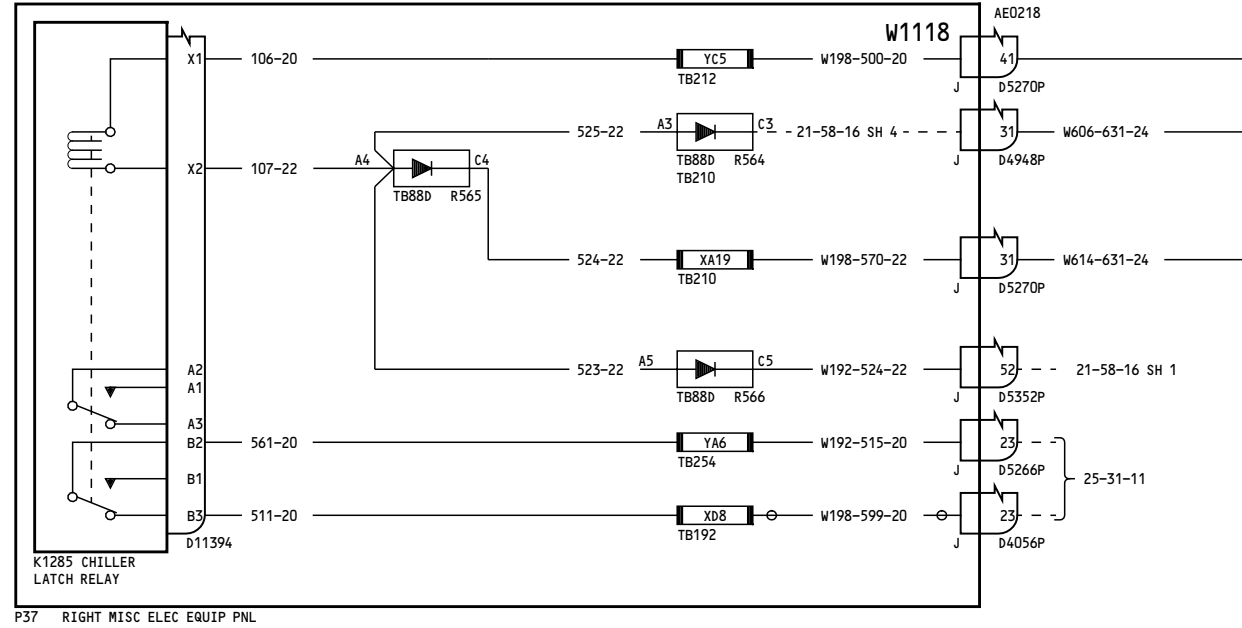 AE0218
W1118
X1 106-20 YC5 W198-500-20 41
TB212 J D5270P
525-22 A3 C3 21-58-16 SH 4 31 W606-631-24
TB88D R564 J D4948P
TB210
X2 107-22 A4 C4
TB88D R565
524-22 XA19 W198-570-22 31 W614-631-24
TB210 J D5270P
A2 523-22 A5 C5 W192-524-22 52 21-58-16 SH 1
A1 TB88D R566 J D5352P
A3
B2 561-20 YA6 W192-515-20 23
TB254 J D5266P
B1 25-31-11
B3 511-20 XD8 W198-599-20 23
D11394 TB192 J D4056P
K1285 CHILLER
LATCH RELAY
P37 RIGHT MISC ELEC EQUIP PNL